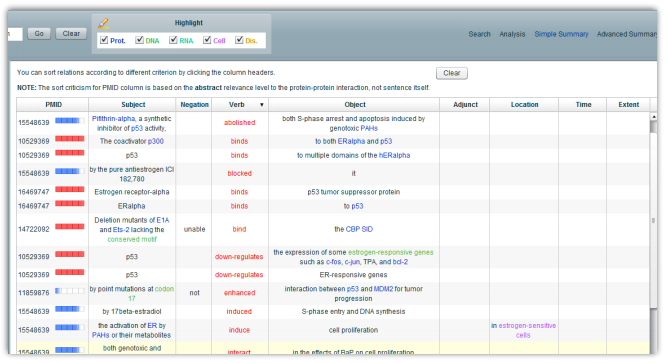 Highlight
Go Clear
Prot. DNA RNA Cell Dis.
Search Analysis Simple Summary Advanced Summary
You can sort relations according to different criterion by clicking the column headers. Clear
NOTE: The sort criticism for PMID column is based on the abstract relevance level to the protein-protein interaction, not sentence itself.
PMID Subject Negation Verb ▼ Object Adjunct Location Time Extent
15548639 Pifithrin-alpha, a synthetic abolished both S-phase arrest and apoptosis induced by
inhibitor of p53 activity, genotoxic PAHs
10529369 The coactivator p300 binds to both ERalpha and p53
10529369 p53 binds to multiple domains of the hERalpha
15548639 by the pure antiestrogen ICI blocked it
182,780
16469747 Estrogen receptor-alpha binds p53 tumor suppressor protein
16469747 ERalpha binds to p53
14722092 Deletion mutants of E1A unable bind the CBP SID
and Ets-2 lacking the
conserved motif
10529369 p53 down-regulates the expression of some estrogen-responsive genes
such as c-fos, c-jun, TPA, and bcl-2
10529369 p53 down-regulates ER-responsive genes
11859876 by point mutations at codon not enhanced interaction between p53 and MDM2 for tumor
17 progression
15548639 by 17beta-estradiol induced S-phase entry and DNA synthesis
15548639 the activation of ER by induce cell proliferation in estrogen-sensitive
PAHs or their metabolites cells
both genotoxic and
15548639 interact in the effects of BaP on cell proliferation